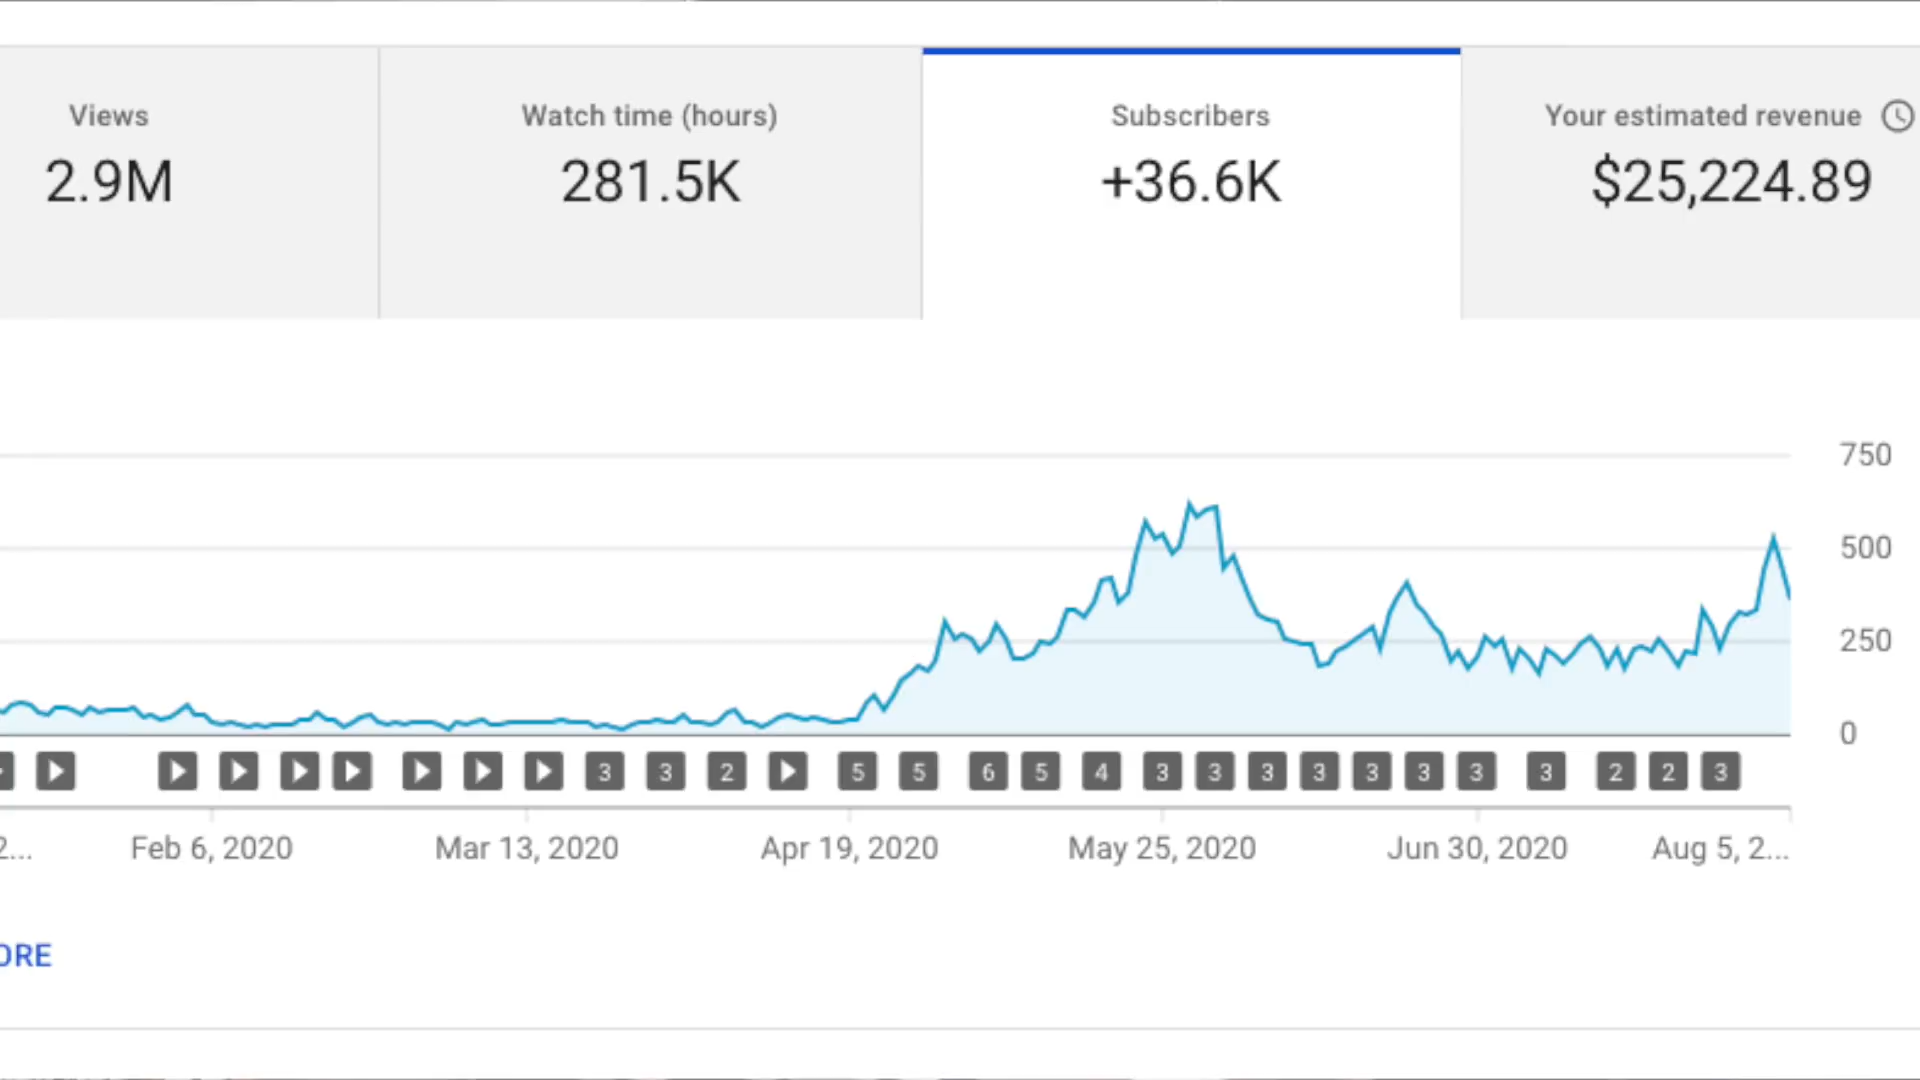 Views
2.9M
Watch time (hours)
281.5K
Subscribers
+36.6K
Your estimated revenue
$25,224.89
750
500
250
0
3 3 2 5 5 6 5 4 3 3 3 3 3 3 3 3 2 2 3
2... Feb 6, 2020 Mar 13, 2020 Apr 19, 2020 May 25, 2020 Jun 30, 2020 Aug 5, 2...
ORE